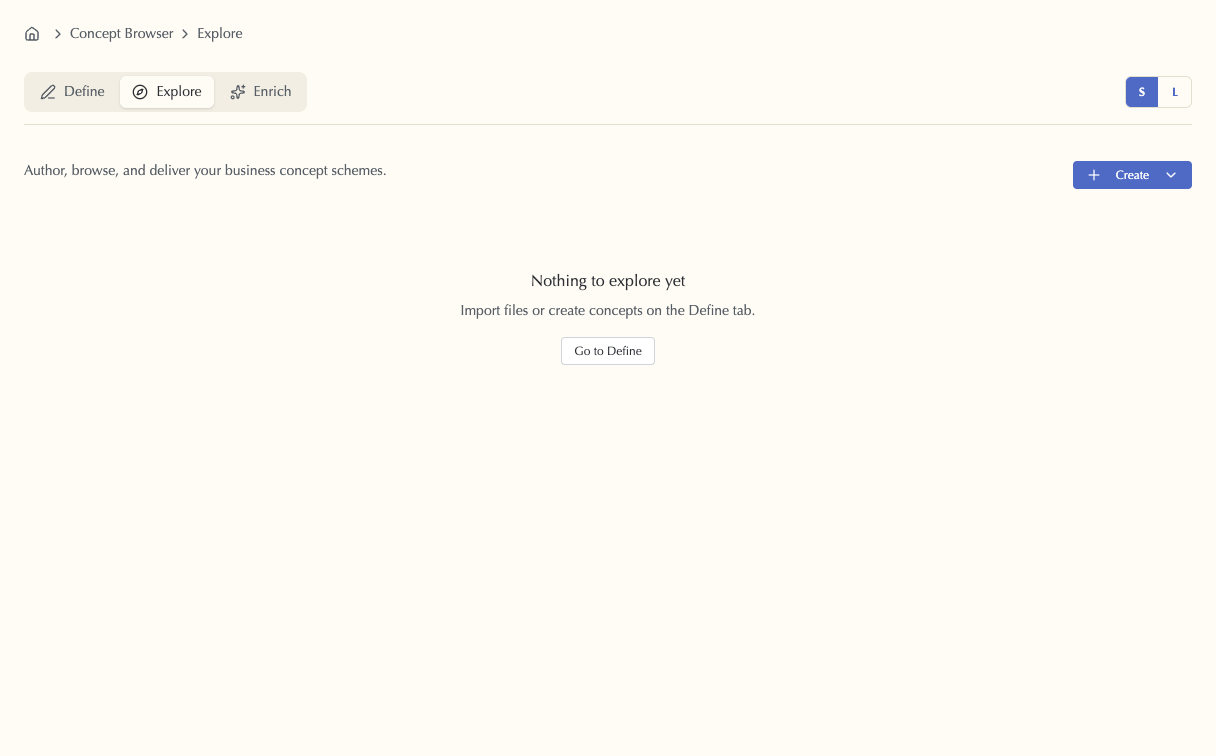 Concept Browser Explore
Define Explore Enrich S L
Author, browse, and deliver your business concept schemes. Create
Nothing to explore yet
Import files or create concepts on the Define tab.
Go to Define